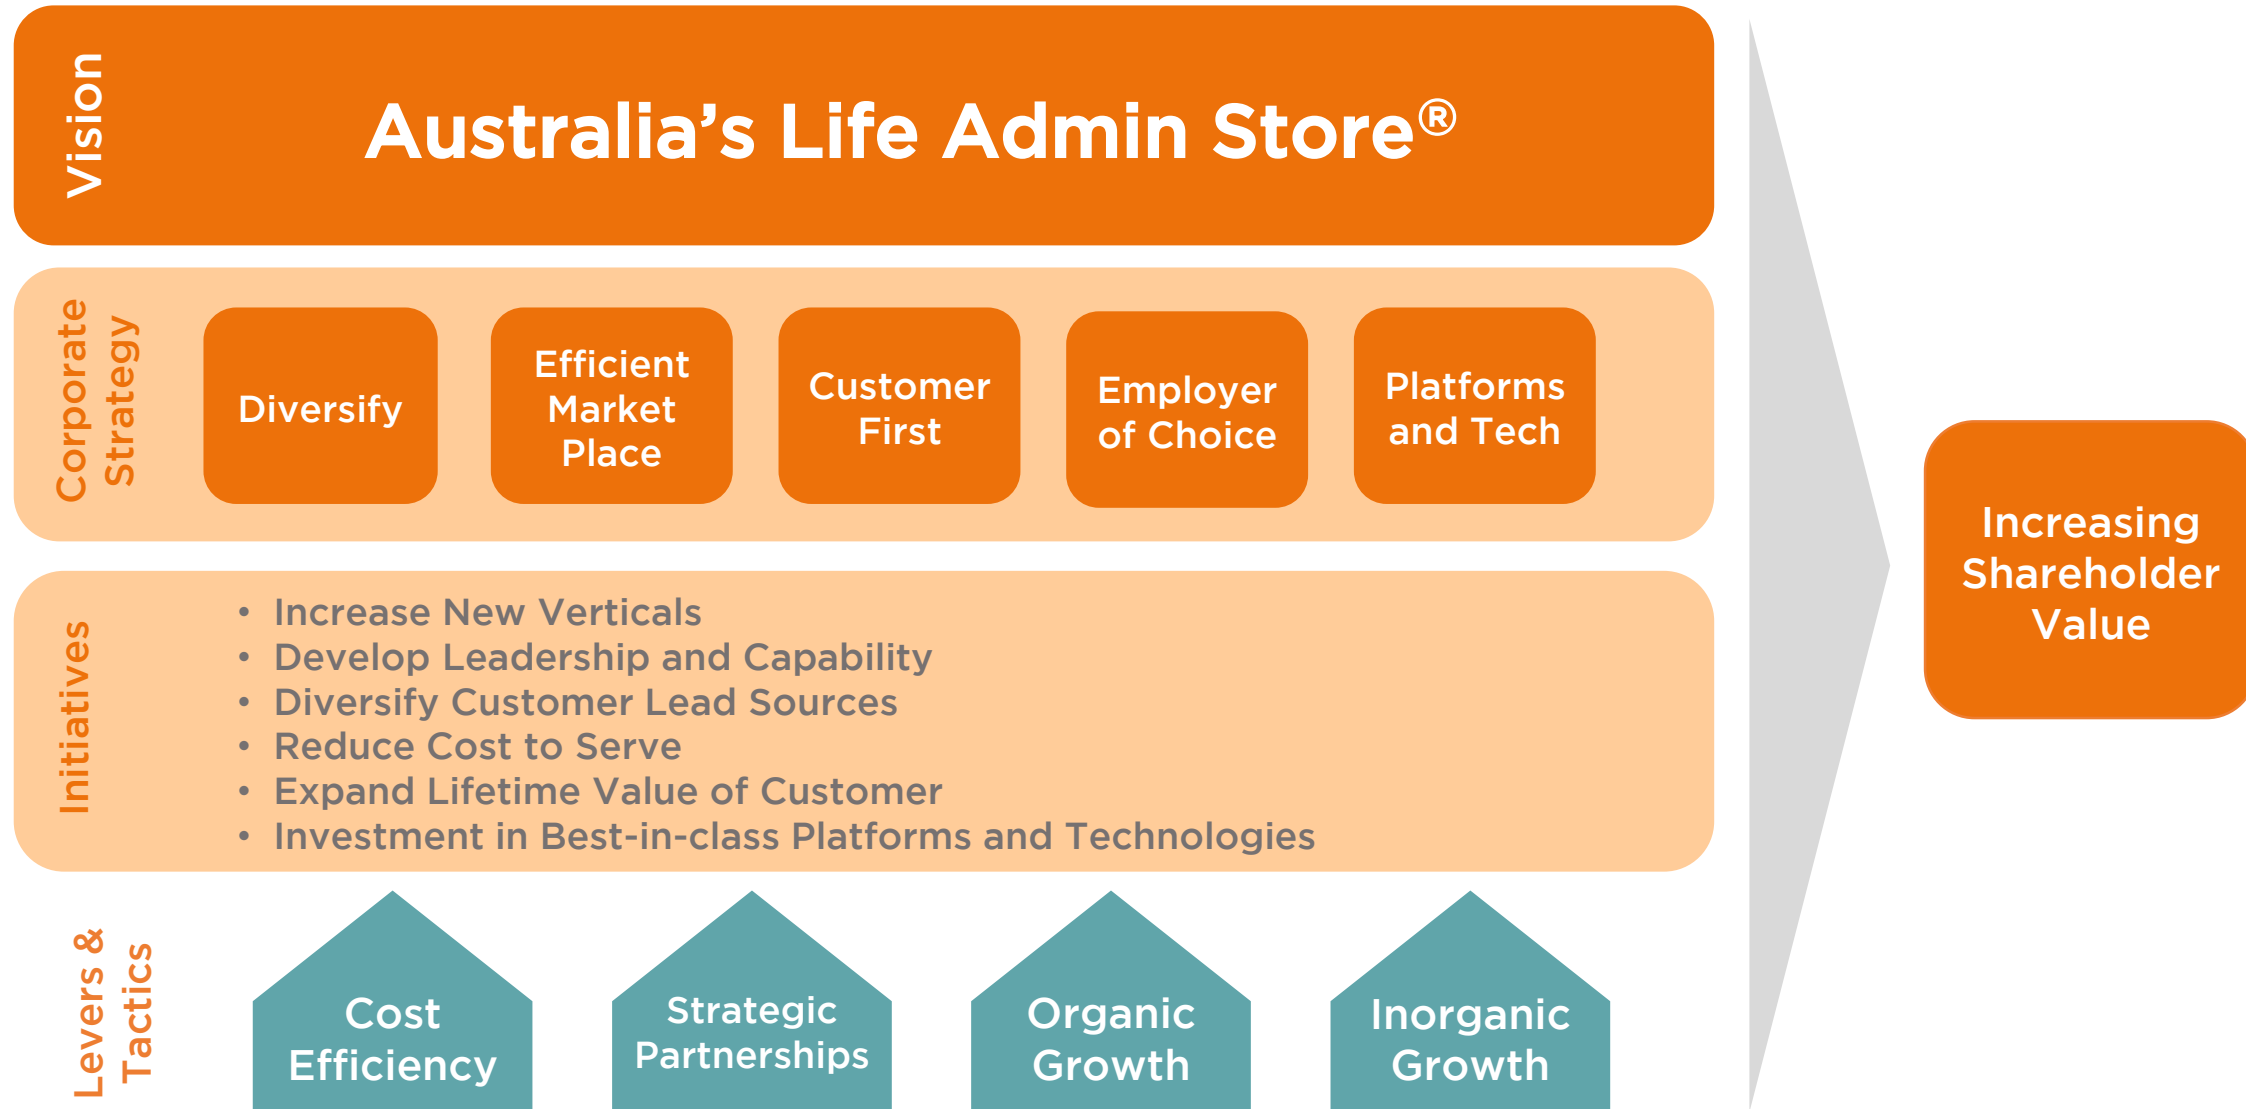 Vision
Australia’s Life Admin Store®
Corporate
Strategy
Diversify
Efficient
Market
Place
Customer
First
Employer
of Choice
Platforms
and Tech
Initiatives
• Increase New Verticals
• Develop Leadership and Capability
• Diversify Customer Lead Sources
• Reduce Cost to Serve
• Expand Lifetime Value of Customer
• Investment in Best-in-class Platforms and Technologies
Levers &
Tactics
Cost
Efficiency
Strategic
Partnerships
Organic
Growth
Inorganic
Growth
Increasing
Shareholder
Value